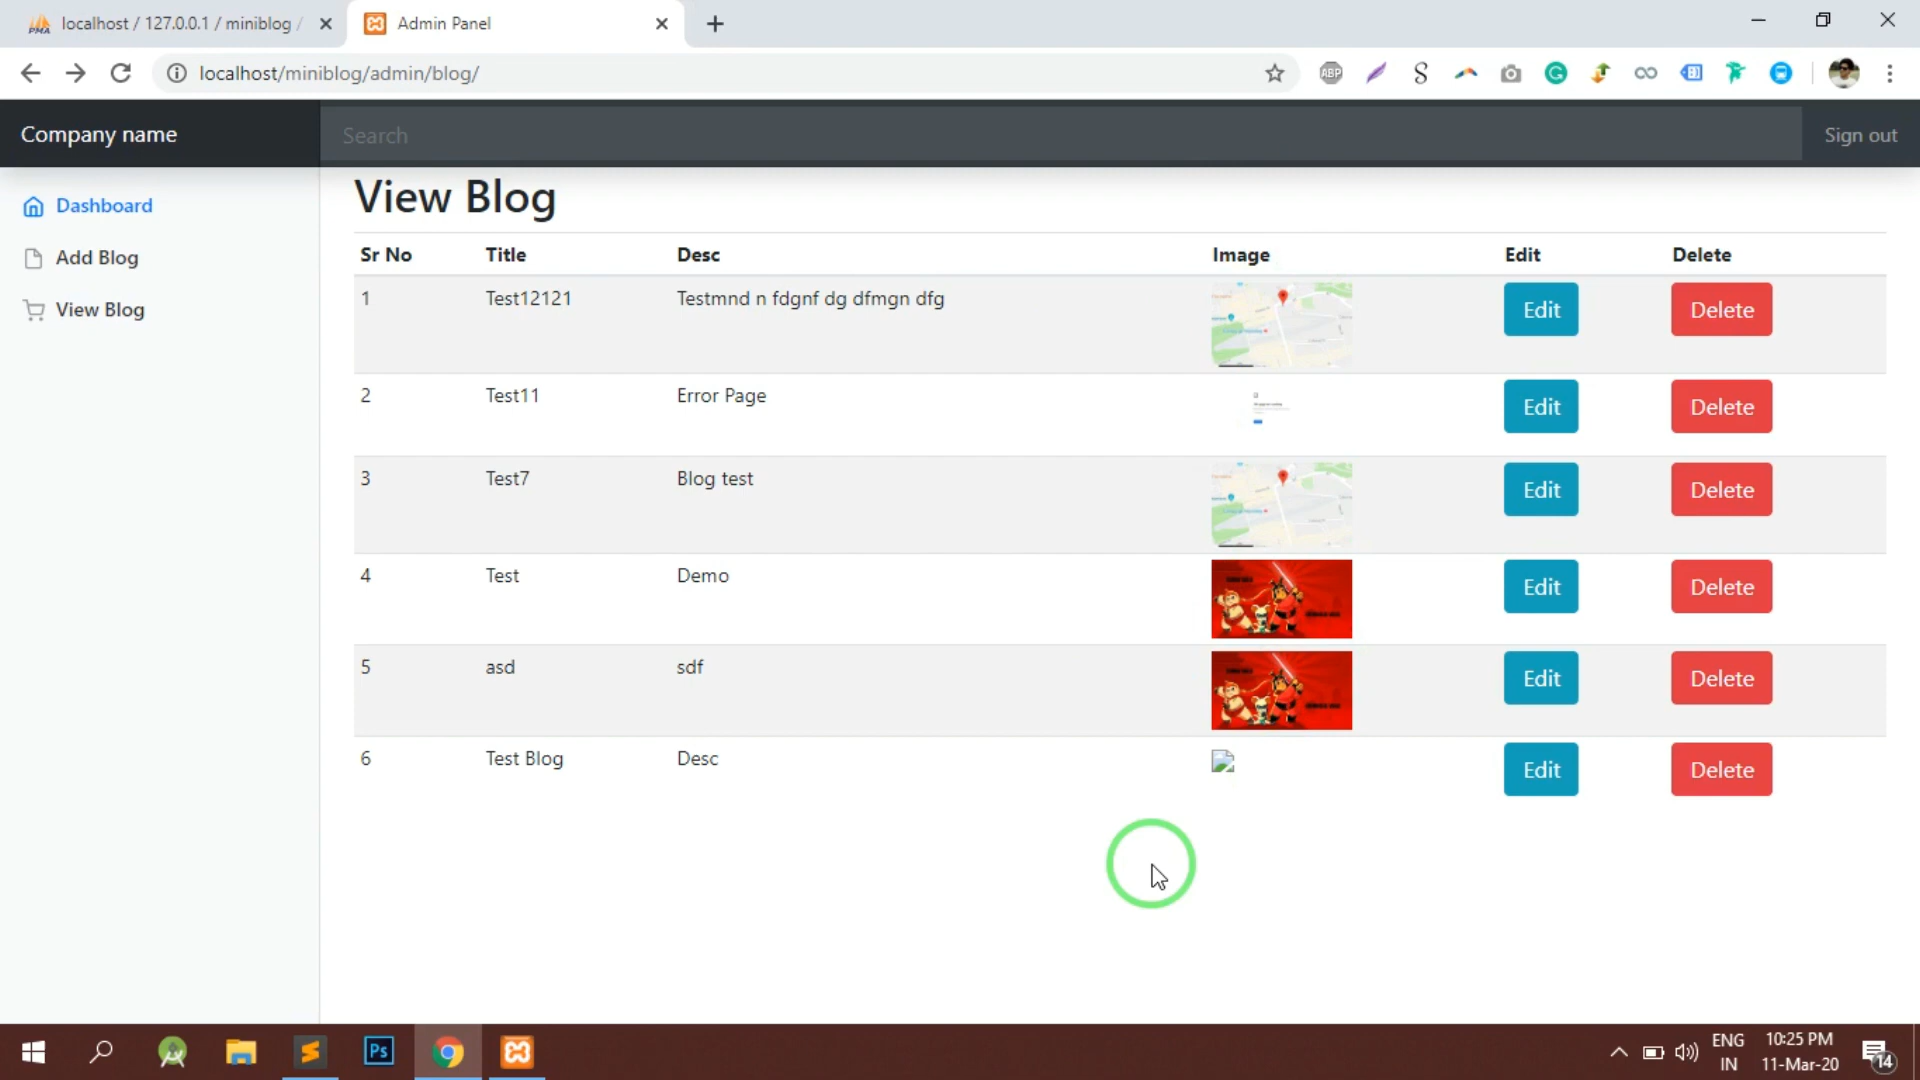 localhost / 127.0.0.1 / miniblog /
Admin Panel
localhost/miniblog/admin/blog/
ABP
S
G
Company name
Search
Sign out
Dashboard
Add Blog
View Blog
View Blog
Sr No Title Desc Image Edit Delete
1 Test12121 Testmnd n fdgnf dg dfmgn dfg Edit Delete
2 Test11 Error Page Edit Delete
3 Test7 Blog test Edit Delete
4 Test Demo Edit Delete
5 asd sdf Edit Delete
6 Test Blog Desc Edit Delete
Ps
ENG
IN
10:25 PM
11-Mar-20
14